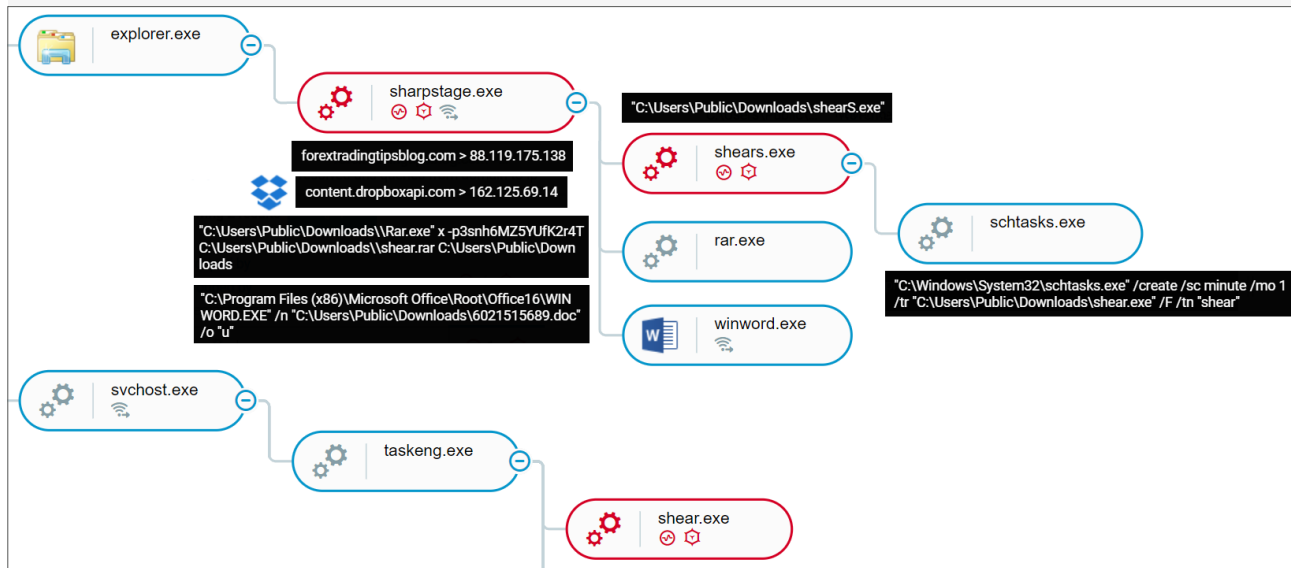 explorer.exe
sharpstage.exe
"C:\Users\Public\Downloads\shearS.exe"
forextradingtipsblog.com > 88.119.175.138
shears.exe
content.dropboxapi.com > 162.125.69.14
"C:\Users\Public\Downloads\\Rar.exe" x -p3snh6MZ5YUfK2r4T
C:\Users\Public\Downloads\\shear.rar C:\Users\Public\Down
loads
rar.exe
schtasks.exe
"C:\Windows\System32\schtasks.exe" /create /sc minute /mo 1
/tr "C:\Users\Public\Downloads\shear.exe" /F /tn "shear"
"C:\Program Files (x86)\Microsoft Office\Root\Office16\WIN
WORD.EXE" /n "C:\Users\Public\Downloads\6021515689.doc"
/o "u"
W
winword.exe
svchost.exe
taskeng.exe
shear.exe